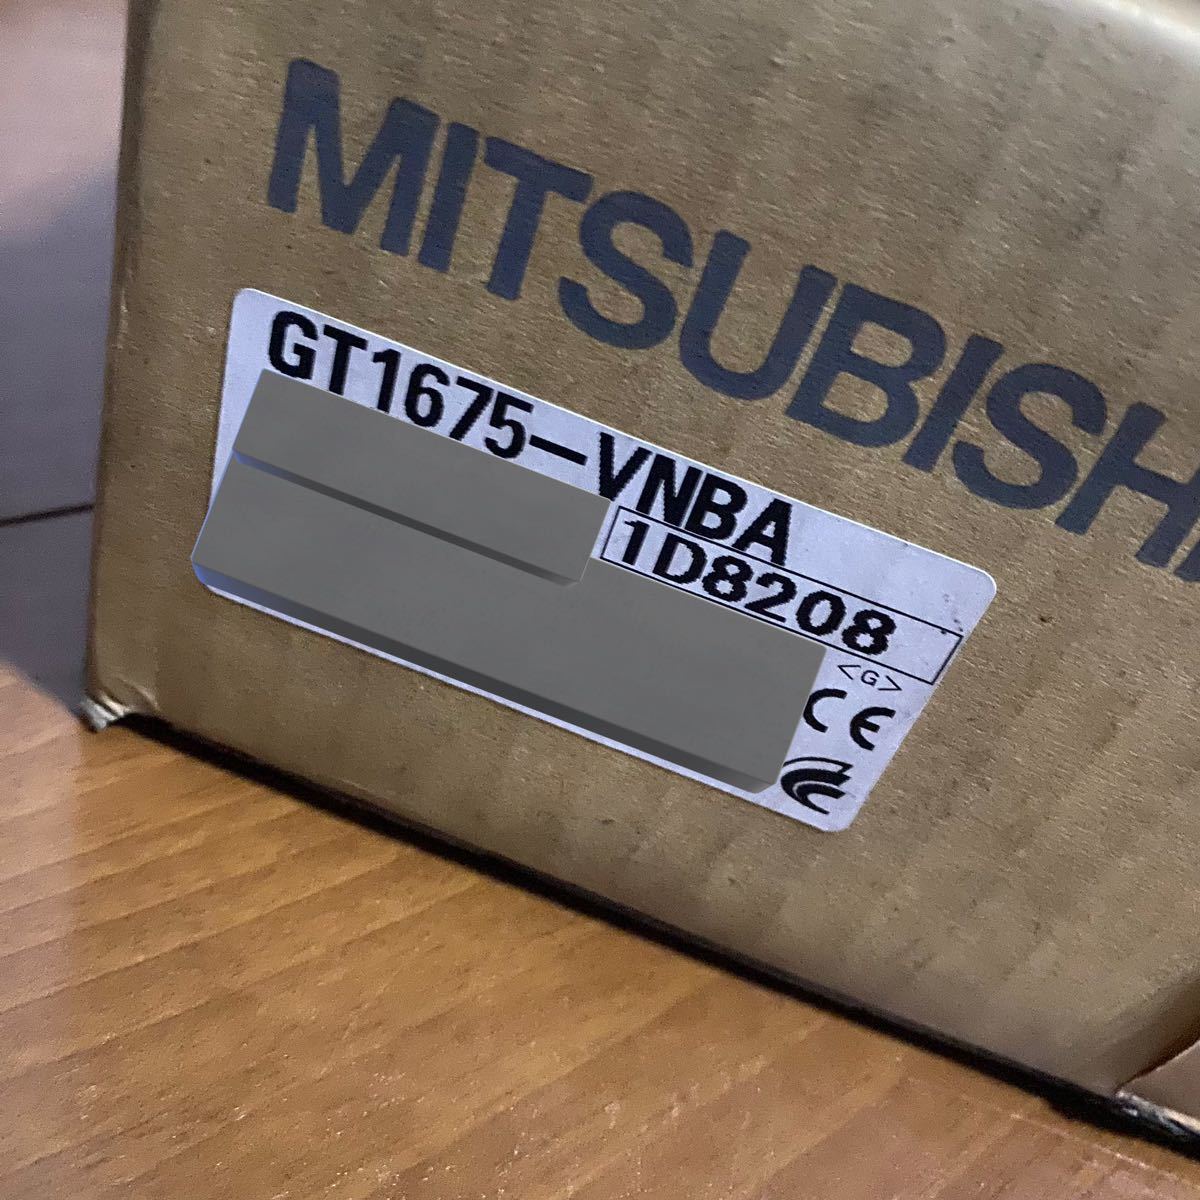 MITSUBISHI
GT1675-VNBA
1D8208
<G>
CE